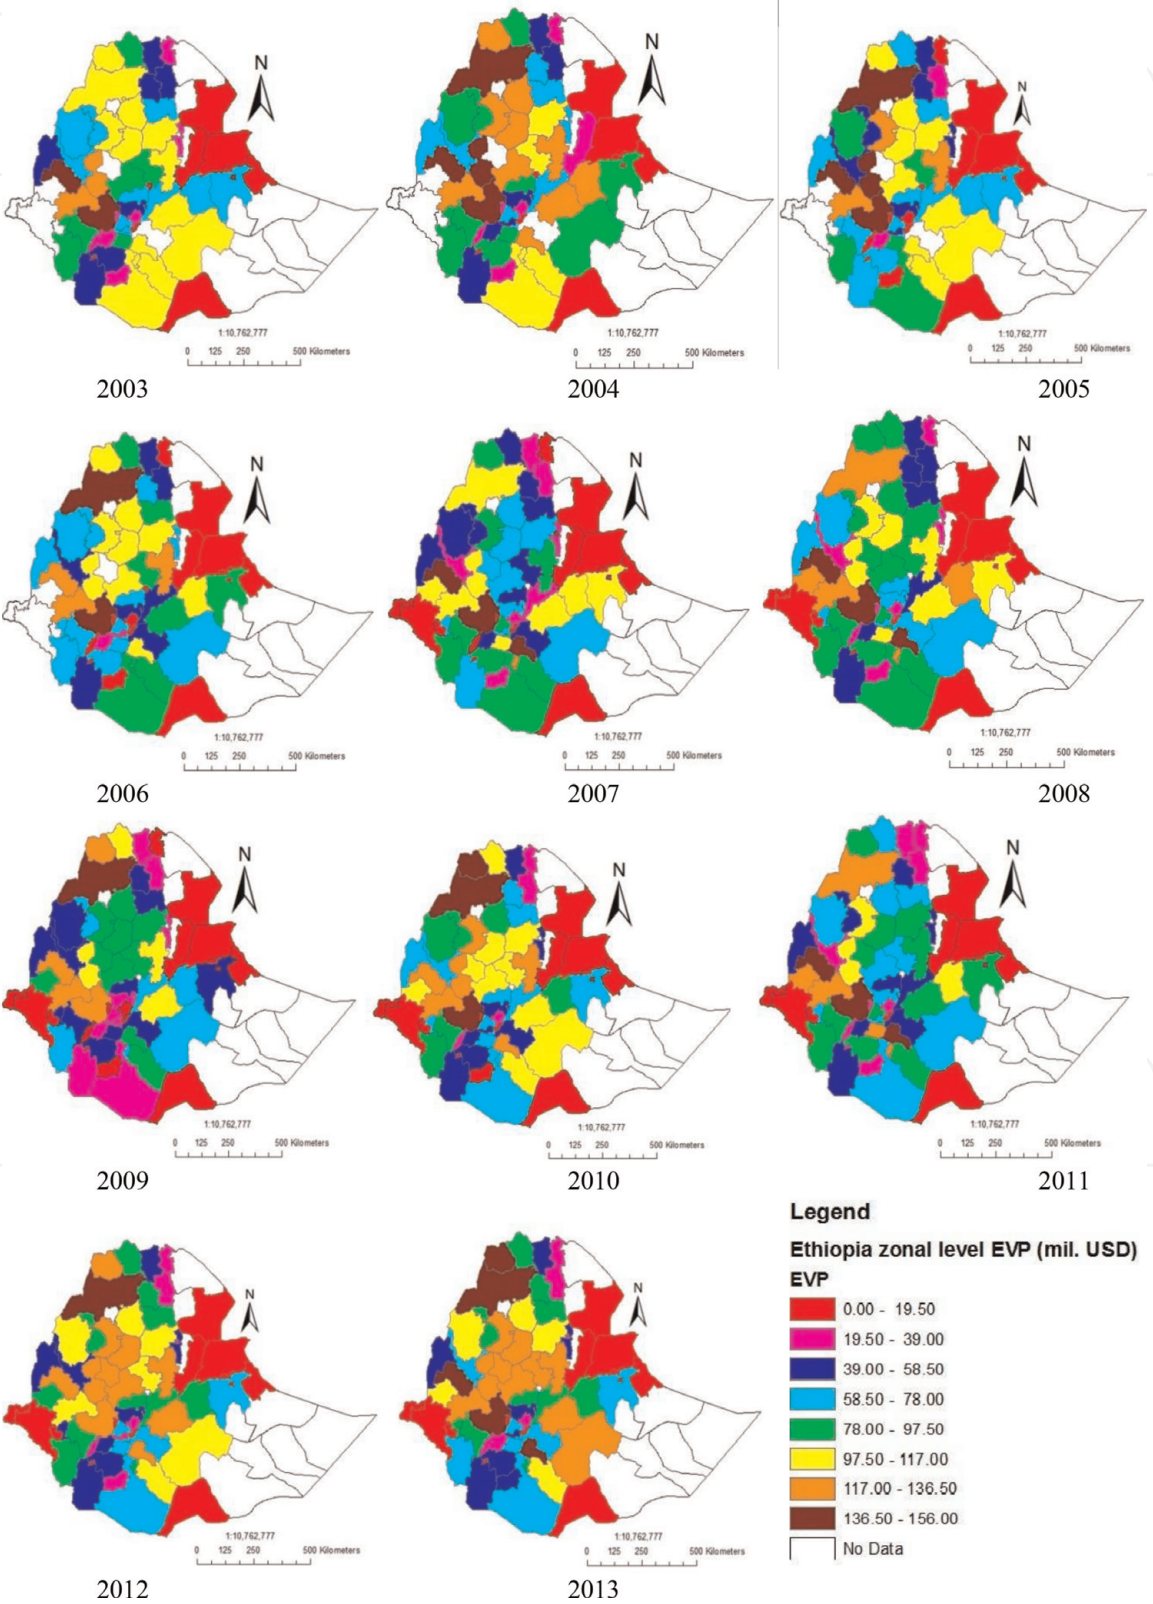 N
N
N
1:10,762,777
0 125 250 500 Kilometers
1:10,762,777
0 125 250 500 Kilometers
1:10,762,777
0 125 250 500 Kilometers
2003
2004
2005
N
N
N
1:10,762,777
0 125 250 500 Kilometers
1:10,762,777
0 125 250 500 Kilometers
1:10,762,777
0 125 250 500 Kilometers
2006
2007
2008
N
N
N
1:10,762,777
0 125 250 500 Kilometers
1:10,762,777
0 125 250 500 Kilometers
1:10,762,777
0 125 250 500 Kilometers
2009
2010
2011
N
N
1:10,762,777
0 125 250 500 Kilometers
1:10,762,777
0 125 250 500 Kilometers
2012
2013
Legend
Ethiopia zonal level EVP (mil. USD)
EVP
0.00 - 19.50
19.50 - 39.00
39.00 - 58.50
58.50 - 78.00
78.00 - 97.50
97.50 - 117.00
117.00 - 136.50
136.50 - 156.00
No Data